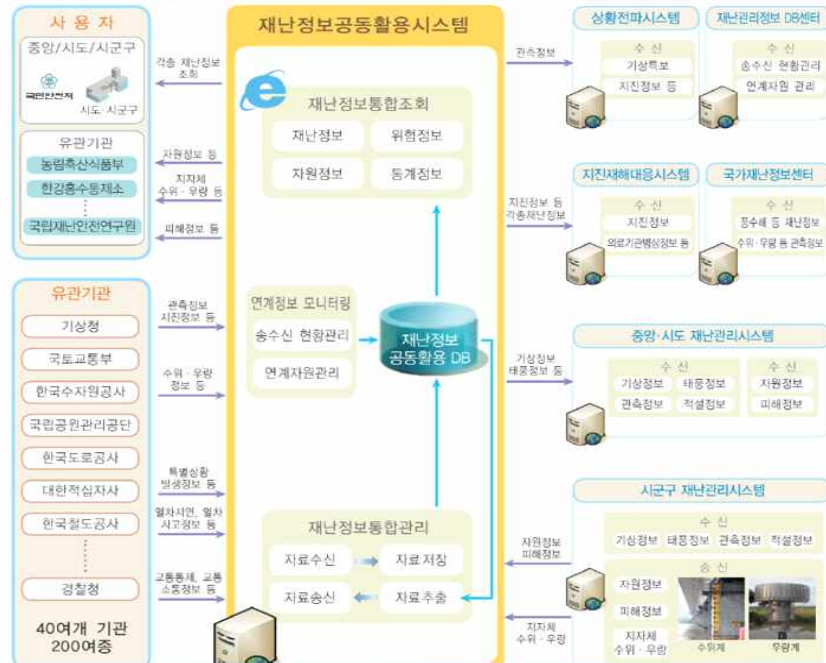 사 용 자
중앙/시도/시군구
국민안전처
시도·시군구
유관기관
농림축산식품부
한강홍수통제소
국립재난안전연구원
각종 재난정보
조회
자원정보 등
지자체
수위·우량 등
피해정보 등
유관기관
기상청
국토교통부
한국수자원공사
국립공원관리공단
한국도로공사
대한적십자사
한국철도공사
경찰청
40여개 기관
200여종
관측정보
지진정보 등
수위·우량
정보 등
특별상황
발생정보 등
열차지연, 열차
사고정보 등
교통통제, 교통
소통정보 등
재난정보공동활용시스템
재난정보통합조회
재난정보
위험정보
자원정보
통계정보
연계정보 모니터링
송수신 현황관리
연계자원관리
재난정보
공동활용 DB
재난정보통합관리
자료수신
자료저장
자료송신
자료추출
관측정보
지진정보 등
각종재난정보
기상정보
태풍정보 등
자원정보
피해정보
지자체
수위·우량
상황전파시스템
수 신
기상특보
지진정보 등
재난관리정보 DB센터
수 신
송수신 현황관리
연계자원 관리
지진재해대응시스템
수 신
지진정보
의료기관병상정보 등
국가재난정보센터
수 신
풍수해 등 재난정보
수위·우량 등 관측정보
중앙·시도 재난관리시스템
수 신
기상정보
태풍정보
관측정보
적설정보
수 신
자원정보
피해정보
시군구 재난관리시스템
수 신
기상정보 태풍정보 관측정보 적설정보
송 신
자원정보
피해정보
지자체
수위·우량
수위계
우량계